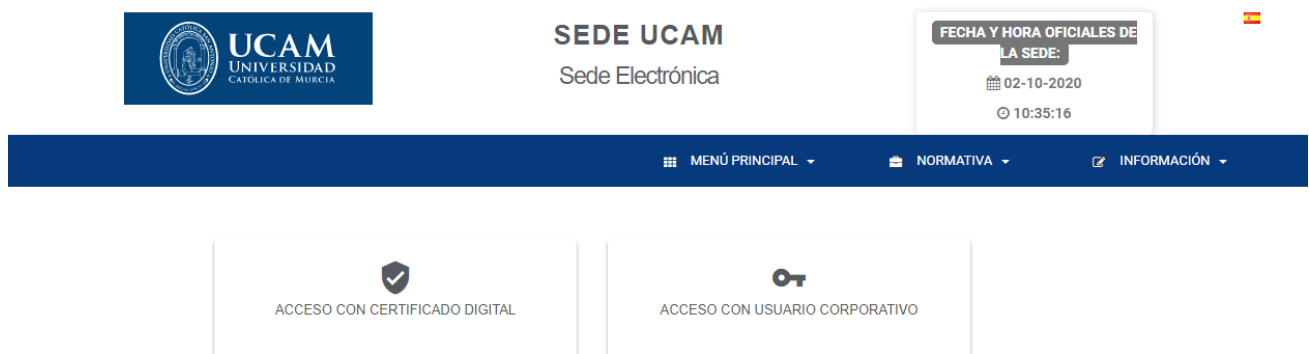 UCAM
UNIVERSIDAD
CATÓLICA DE MURCIA
SEDE UCAM
Sede Electrónica
FECHA Y HORA OFICIALES DE
LA SEDE:
02-10-2020
10:35:16
MENÚ PRINCIPAL
NORMATIVA
INFORMACIÓN
ACCESO CON CERTIFICADO DIGITAL
ACCESO CON USUARIO CORPORATIVO